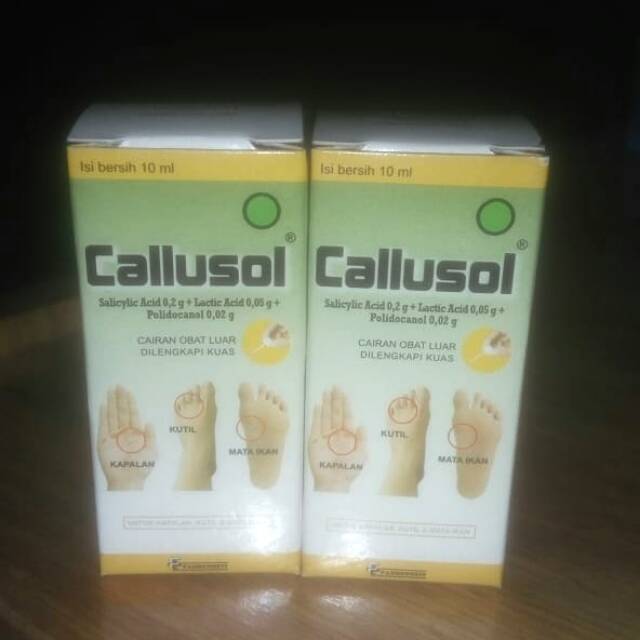 Isi bersih 10 ml
Callusol®
Salicylic Acid 0,2 g + Lactic Acid 0,05 g +
Polidocanol 0,02 g
CAIRAN OBAT LUAR
DILENGKAPI KUAS
KAPALAN
KUTIL
MATA IKAN
Isi bersih 10 ml
Callusol®
Salicylic Acid 0,2 g + Lactic Acid 0,05 g +
Polidocanol 0,02 g
CAIRAN OBAT LUAR
DILENGKAPI KUAS
KAPALAN
KUTIL
MATA IKAN